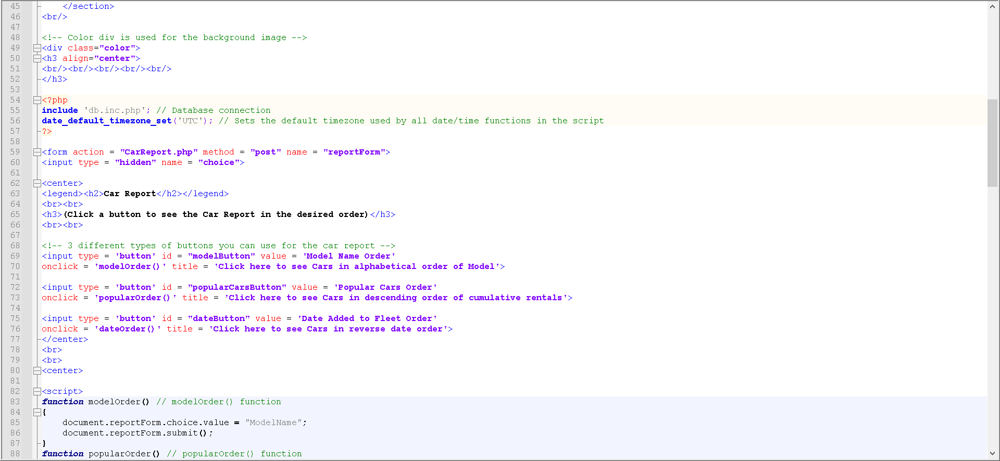 45 </section>
46 <br/>
47
48 <!-- Color div is used for the background image -->
49 <div class="color">
50 <h3 align="center">
51 <br/><br/><br/><br/><br/>
52 </h3>
53
54 <?php
55 include 'db.inc.php'; // Database connection
56 date_default_timezone_set('UTC'); // Sets the default timezone used by all date/time functions in the script
57 ?>
58
59 <form action = "CarReport.php" method = "post" name = "reportForm">
60 <input type = "hidden" name = "choice">
61
62 <center>
63 <legend><h2>Car Report</h2></legend>
64 <br><br>
65 <h3>(Click a button to see the Car Report in the desired order)</h3>
66 <br><br>
67
68 <!-- 3 different types of buttons you can use for the car report -->
69 <input type = 'button' id = "modelButton" value = 'Model Name Order'
70 onclick = 'modelOrder()' title = 'Click here to see Cars in alphabetical order of Model'>
71
72 <input type = 'button' id = "popularCarsButton" value = 'Popular Cars Order'
73 onclick = 'popularOrder()' title = 'Click here to see Cars in descending order of cumulative rentals'>
74
75 <input type = 'button' id = "dateButton" value = 'Date Added to Fleet Order'
76 onclick = 'dateOrder()' title = 'Click here to see Cars in reverse date order'>
77 </center>
78 <br>
79 <br>
80 <center>
81
82 <script>
83 function modelOrder() // modelOrder() function
84 {
85 document.reportForm.choice.value = "ModelName";
86 document.reportForm.submit();
87 }
88 function popularOrder() // popularOrder() function